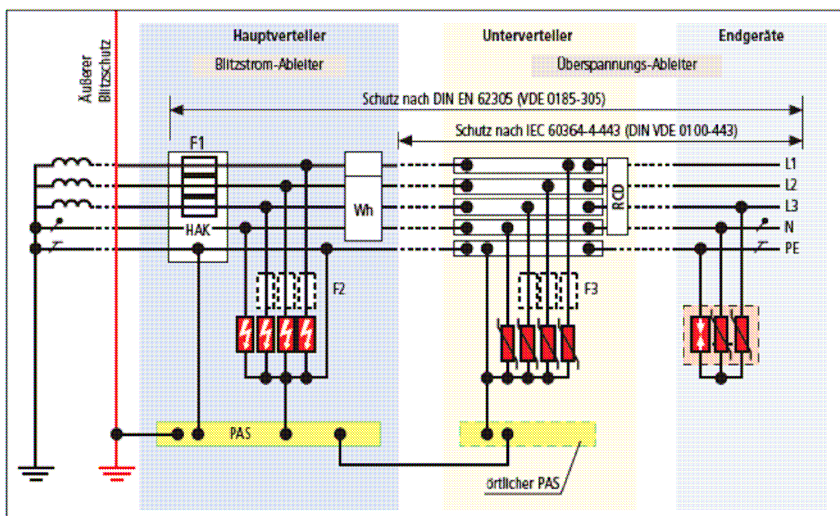 Hauptverteiler
Unterverteiler
Endgeräte
Blitzstrom-Ableiter
Überspannungs-Ableiter
Äußerer
Blitzschutz
Schutz nach DIN EN 62305 (VDE 0185-305)
Schutz nach IEC 60364-4-443 (DIN VDE 0100-443)
F1
L1
L2
Wh
RCD
L3
HAK
N
PE
F2
F3
PAS
örtlicher PAS